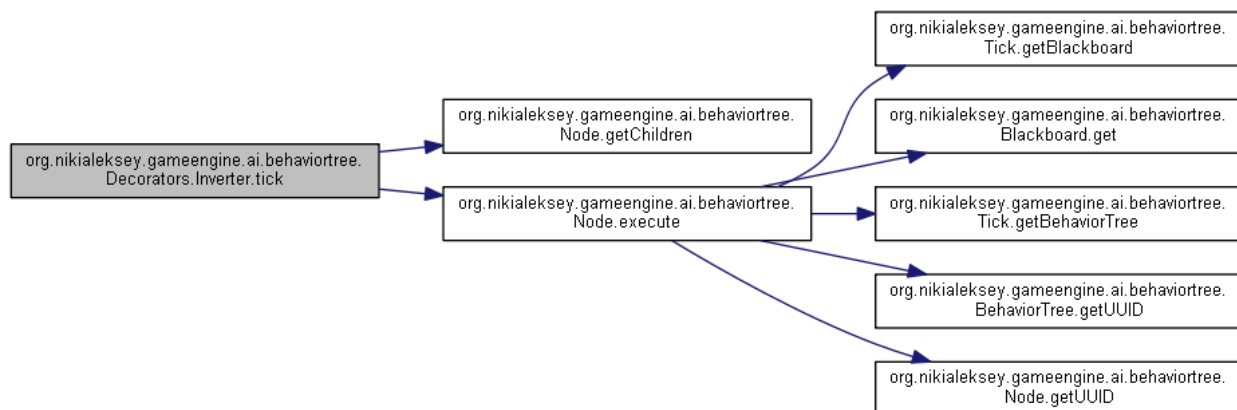 org.nikialeksey.gameengine.ai.behaviortree.
Decorators.Inverter.tick
org.nikialeksey.gameengine.ai.behaviortree.
Node.getChildren
org.nikialeksey.gameengine.ai.behaviortree.
Node.execute
org.nikialeksey.gameengine.ai.behaviortree.
Tick.getBlackboard
org.nikialeksey.gameengine.ai.behaviortree.
Blackboard.get
org.nikialeksey.gameengine.ai.behaviortree.
Tick.getBehaviorTree
org.nikialeksey.gameengine.ai.behaviortree.
BehaviorTree.getUUID
org.nikialeksey.gameengine.ai.behaviortree.
Node.getUUID